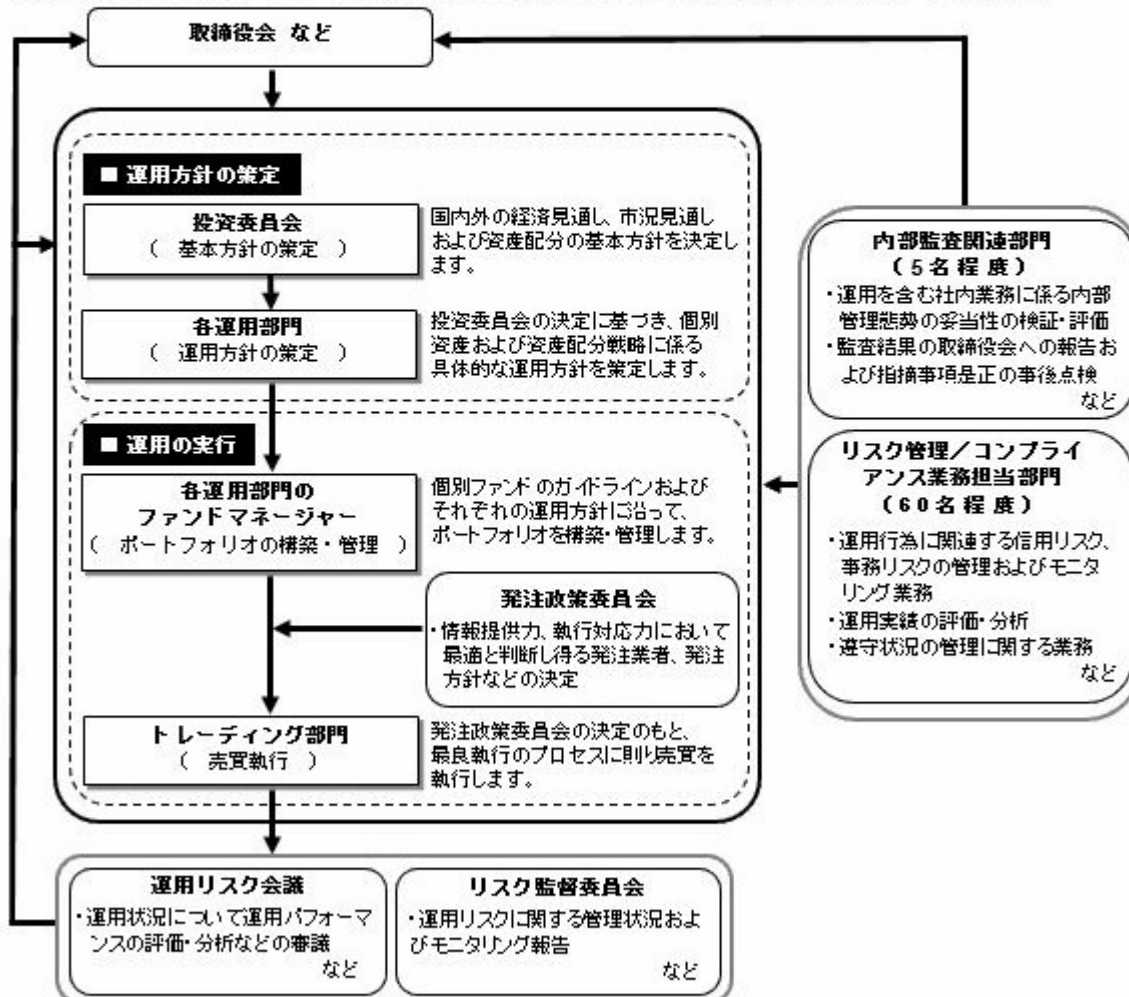 取締役会 など
■ 運用方針の策定
投資委員会
( 基本方針の策定 )
国内外の経済見通し、市況見通し
および資産配分の基本方針を決定し
ます。
各運用部門
( 運用方針の策定 )
投資委員会の決定に基づき、個別
資産および資産配分戦略に係る
具体的な運用方針を策定します。
■ 運用の実行
各運用部門の
ファンドマネージャー
( ポートフォリオの構築・管理 )
個別ファンドのガイドラインおよび
それぞれの運用方針に沿って、
ポートフォリオを構築・管理します。
発注政策委員会
・情報提供力、執行対応力において
最適と判断し得る発注業者、発注
方針などの決定
トレーディング部門
( 売買執行 )
発注政策委員会の決定のもと、
最良執行のプロセスに則り売買を
執行します。
内部監査関連部門
(5名程度)
・運用を含む社内業務に係る内部
管理態勢の妥当性の検証・評価
・監査結果の取締役会への報告お
よび指摘事項是正の事後点検
など
リスク管理/コンプライ
アンス業務担当部門
(60名程度)
・運用行為に関連する信用リスク、
事務リスクの管理およびモニタ
リング業務
・運用実績の評価・分析
・遵守状況の管理に関する業務
など
運用リスク会議
・運用状況について運用パフォーマ
ンスの評価・分析などの審議
など
リスク監督委員会
・運用リスクに関する管理状況およ
びモニタリング報告
など